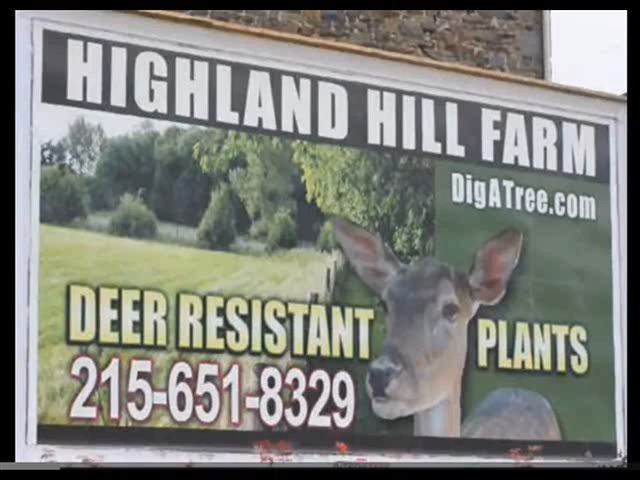 HIGHLAND HILL FARM
DigATree.com
DEER RESISTANT PLANTS
215-651-8329